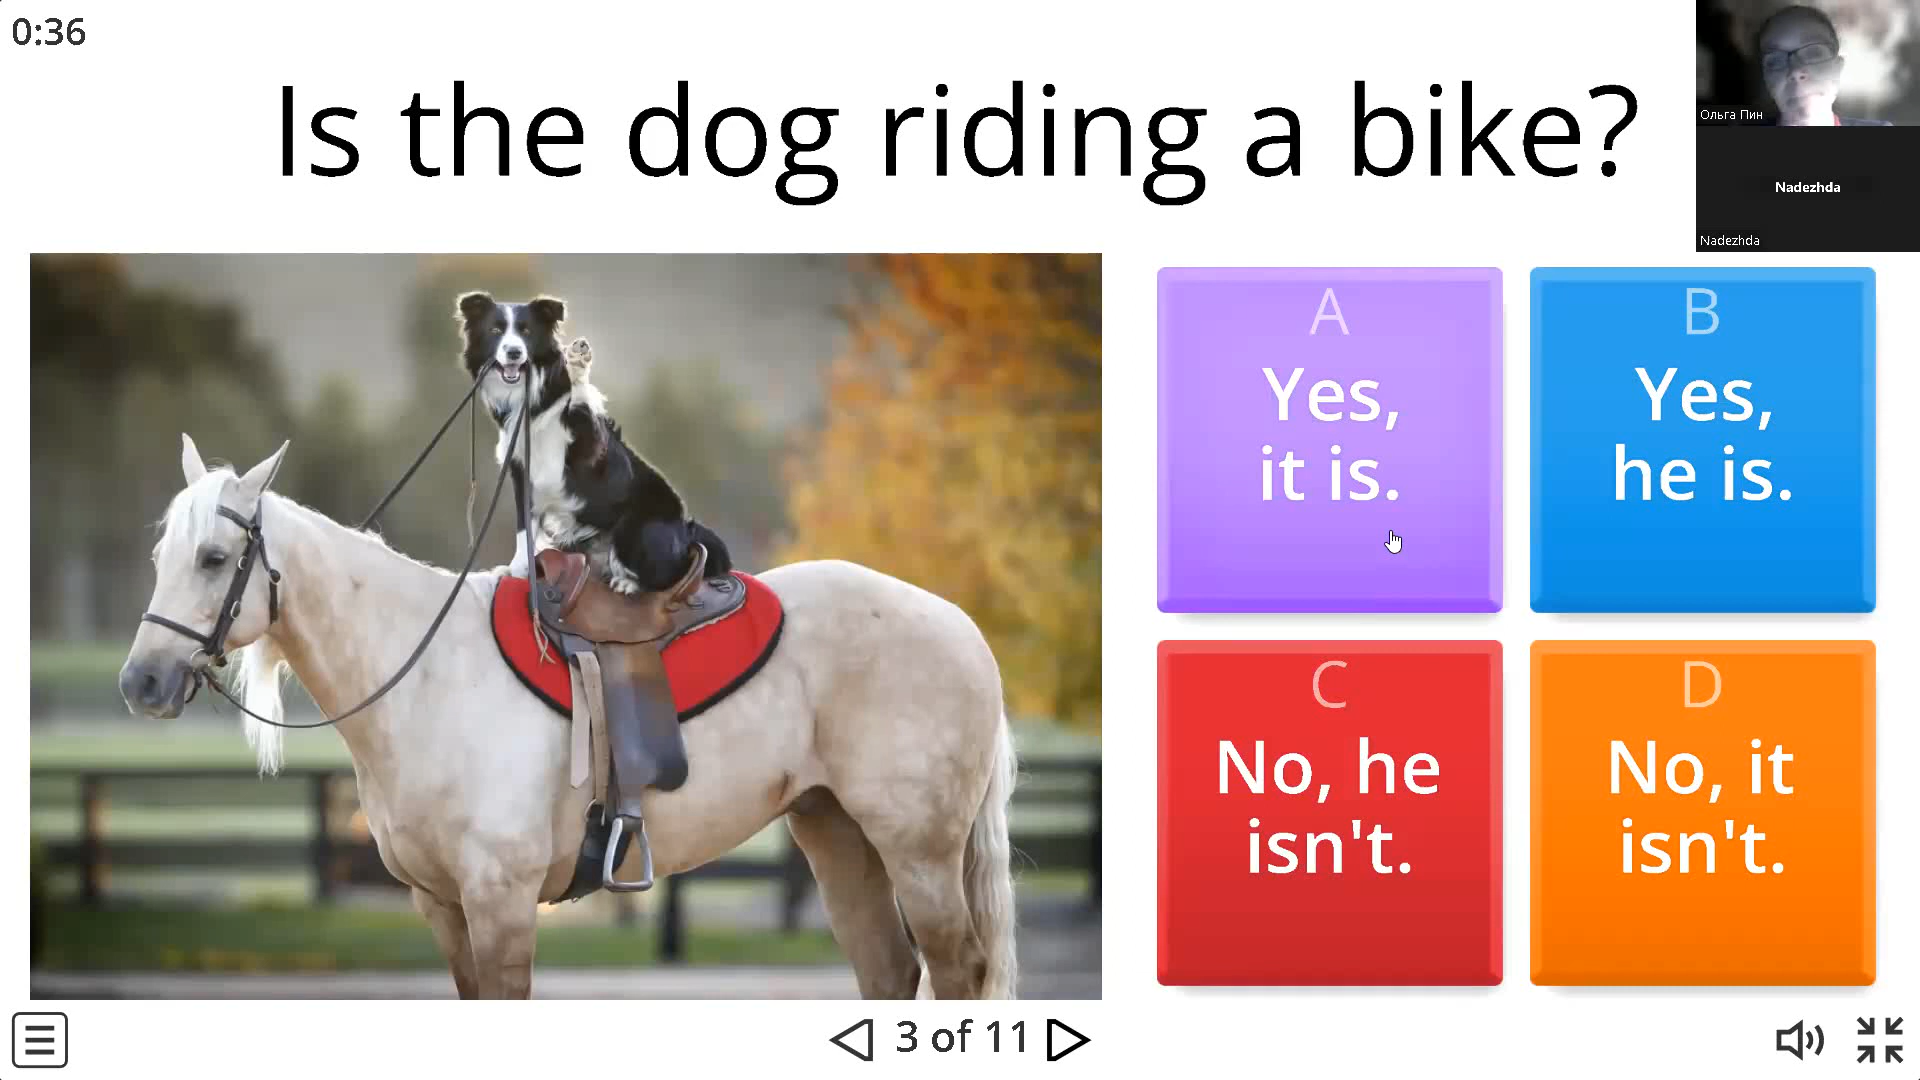 0:36
Is the dog riding a bike?
Ольга Пин
Nadezhda
Nadezhda
A
Yes,
it is.
B
Yes,
he is.
C
No, he
isn't.
D
No, it
isn't.
3 of 11